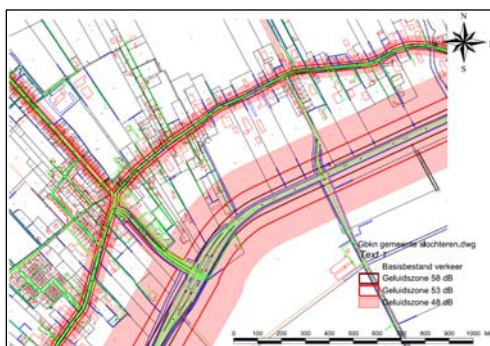 N
S
Gbkn gemeente slochteren.dwg
Text 7
Basisbestand verkeer
Geluidszone 58 dB
Geluidszone 53 dB
Geluidszone 48 dB
0 100 200 300 400 500 600 700 800 900 1000